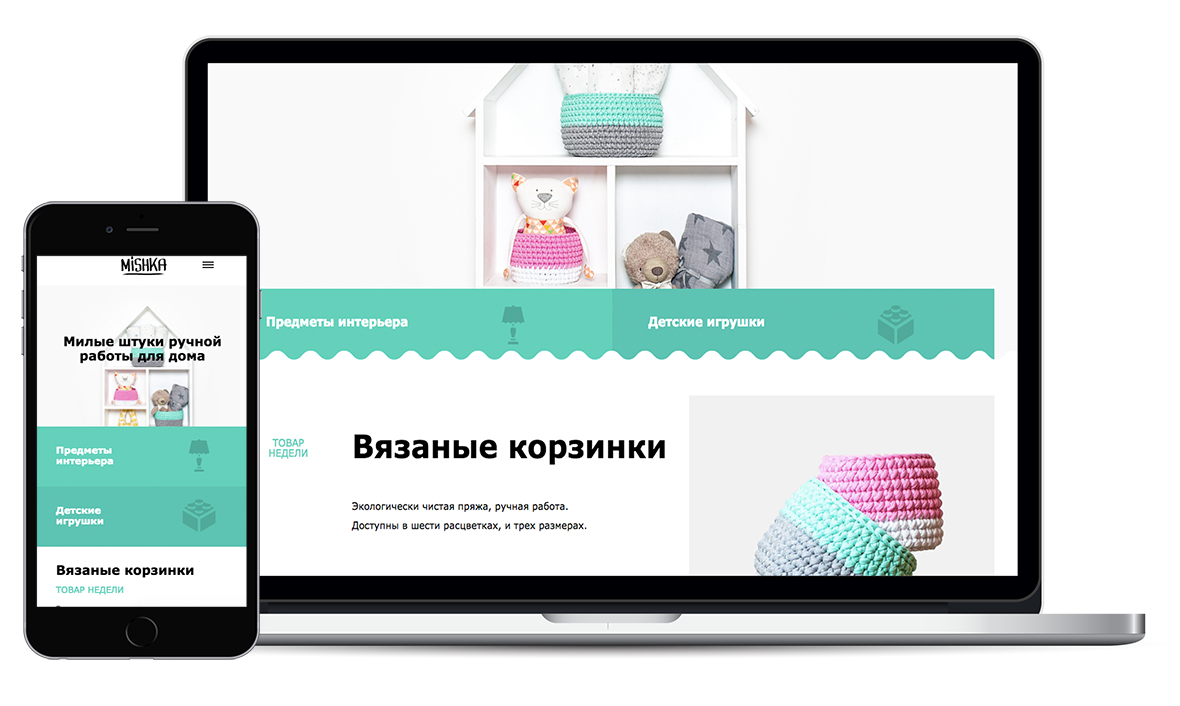 MiSHKA
Милые штуки ручной
работы для дома
Предметы
интерьера
Детские
игрушки
Вязаные корзинки
ТОВАР НЕДЕЛИ
Предметы интерьера
Детские игрушки
ТОВАР
НЕДЕЛИ
Вязаные корзинки
Экологически чистая пряжа, ручная работа.
Доступны в шести расцветках, и трех размерах.